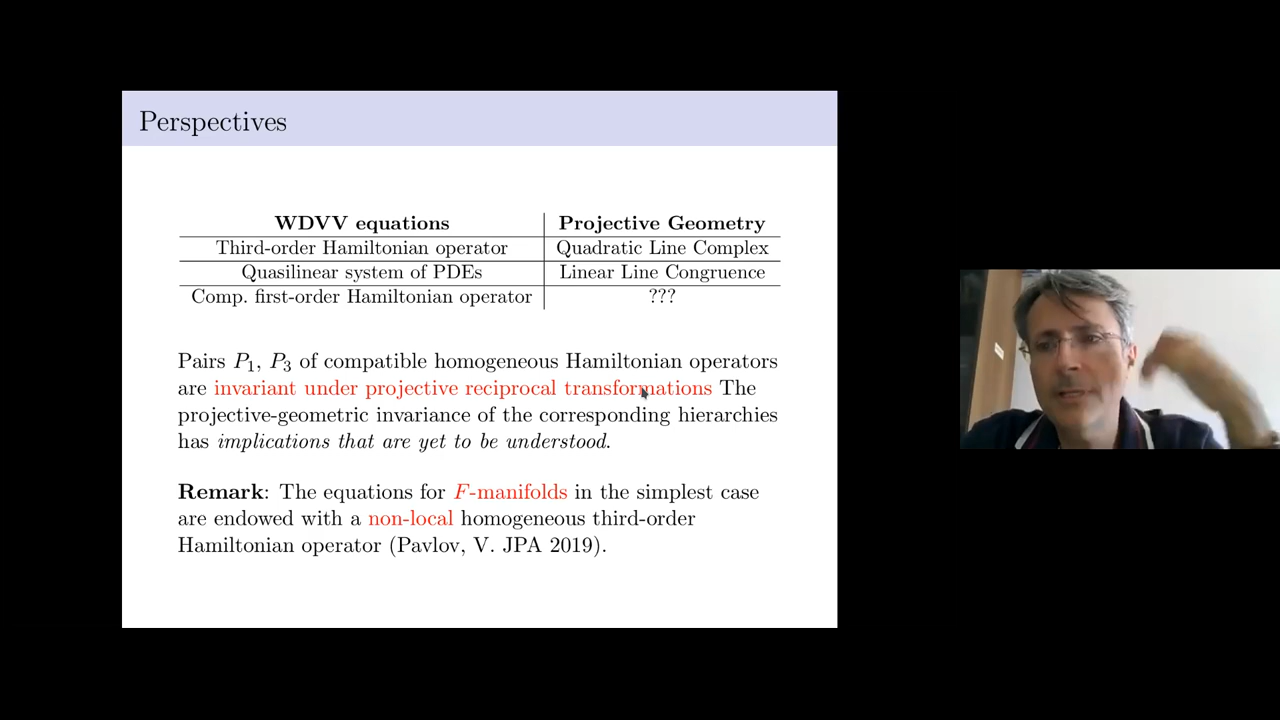 Perspectives
WDVV equations Projective Geometry
Third-order Hamiltonian operator Quadratic Line Complex
Quasilinear system of PDEs Linear Line Congruence
Comp. first-order Hamiltonian operator ???
Pairs P₁, P₃ of compatible homogeneous Hamiltonian operators
are invariant under projective reciprocal transformations The
projective-geometric invariance of the corresponding hierarchies
has implications that are yet to be understood.
Remark: The equations for F-manifolds in the simplest case
are endowed with a non-local homogeneous third-order
Hamiltonian operator (Pavlov, V. JPA 2019).